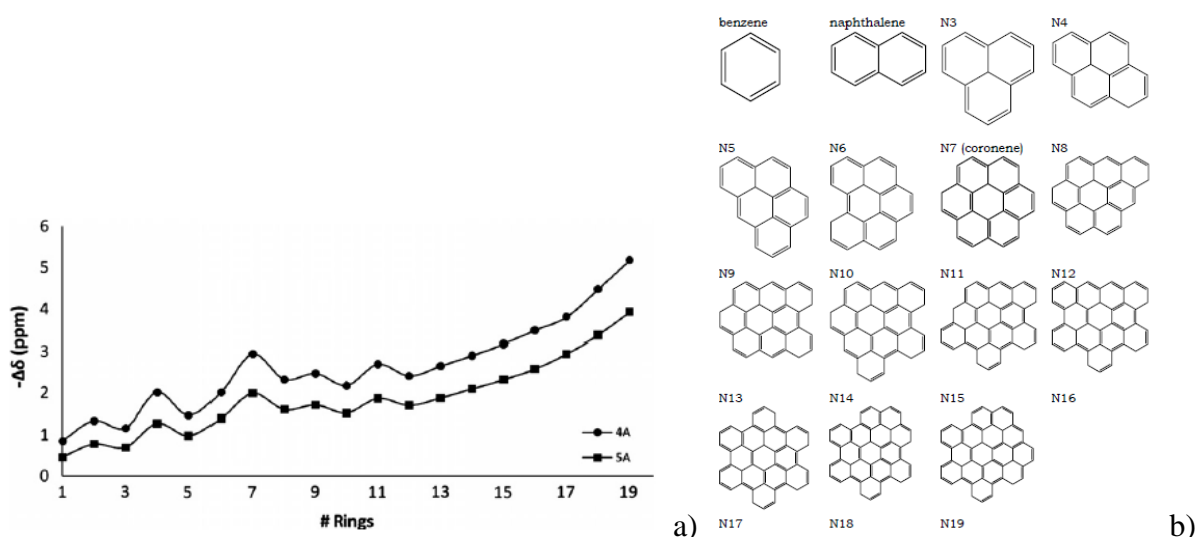 benzene naphthalene N3 N4
N5 N6 N7 (coronene) N8
N9 N10 N11 N12
N13 N14 N15 N16
N17 N18 N19
6
5
4
3
2
1
0
-Δδ (ppm)
4A
5A
1 3 5 7 9 11 13 15 17 19
# Rings
a)
b)